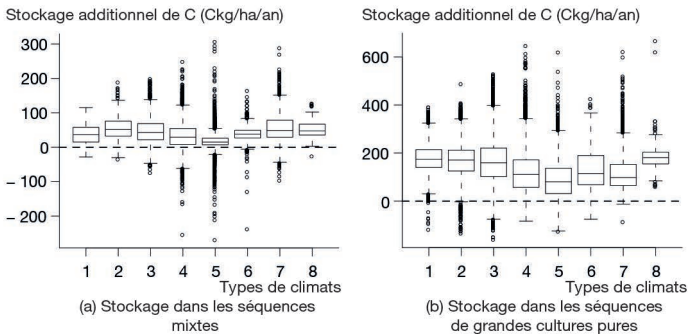 Stockage additionnel de C (Ckg/ha/an)
300
200
100
0
– 100
– 200
1 2 3 4 5 6 7 8
Types de climats
(a) Stockage dans les séquences
mixtes
Stockage additionnel de C (Ckg/ha/an)
600
400
200
0
1 2 3 4 5 6 7 8
Types de climats
(b) Stockage dans les séquences
de grandes cultures pures